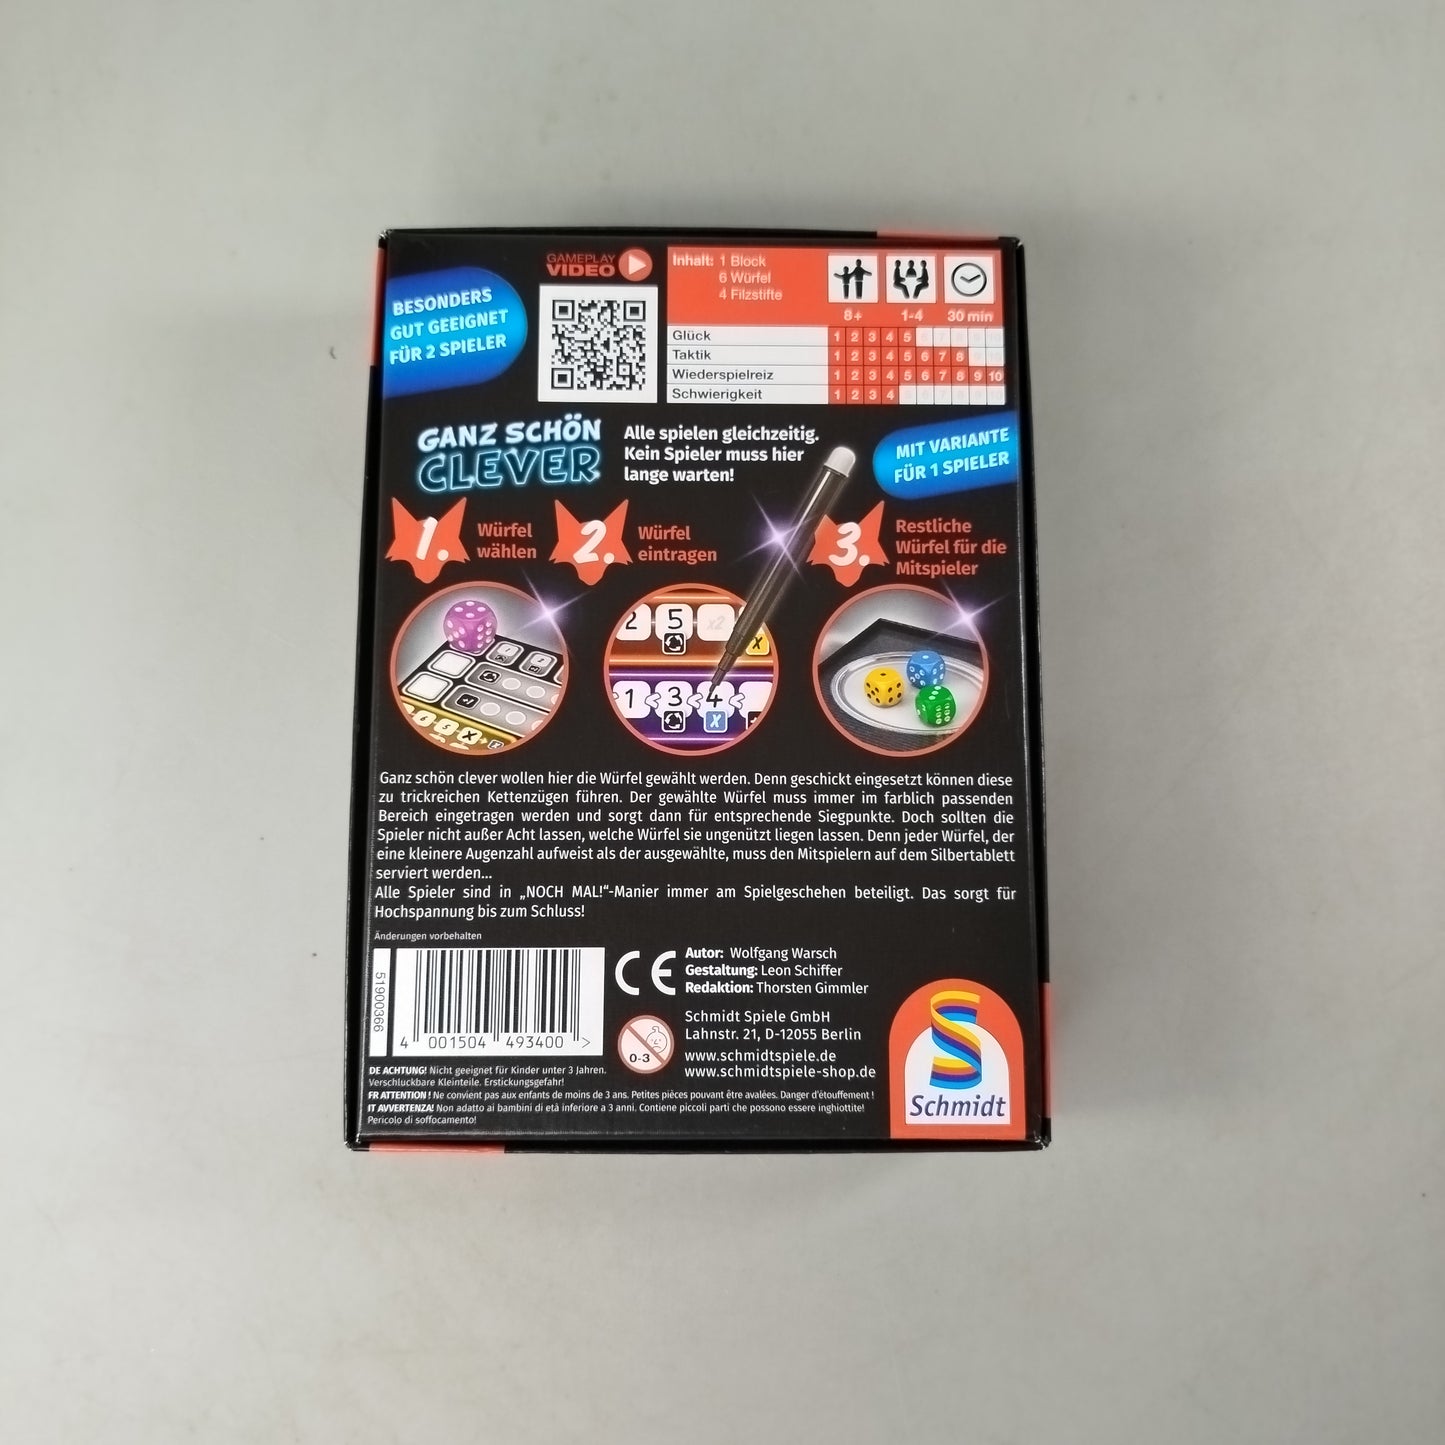 GAMEPLAY
VIDEO
BESONDERS
GUT GEEIGNET
FÜR 2 SPIELER
Inhalt: 1 Block
6 Würfel
4 Filzstifte
8+ 1-4 30 min
Glück 1 2 3 4 5
Taktik 1 2 3 4 5 6 7 8
Wiederspielreiz 1 2 3 4 5 6 7 8 9 10
Schwierigkeit 1 2 3 4
GANZ SCHÖN
CLEVER
Alle spielen gleichzeitig.
Kein Spieler muss hier
lange warten!
MIT VARIANTE
FÜR 1 SPIELER
1. Würfel
wählen
2. Würfel
eintragen
3. Restliche
Würfel für die
Mitspieler
2 5 x2
X
1 3 4
X
Ganz schön clever wollen hier die Würfel gewählt werden. Denn geschickt eingesetzt können diese
zu trickreichen Kettenzügen führen. Der gewählte Würfel muss immer im farblich passenden
Bereich eingetragen werden und sorgt dann für entsprechende Siegpunkte. Doch sollten die
Spieler nicht außer Acht lassen, welche Würfel sie ungenützt liegen lassen. Denn jeder Würfel, der
eine kleinere Augenzahl aufweist als der ausgewählte, muss den Mitspielern auf dem Silbertablett
serviert werden...
Alle Spieler sind in „NOCH MAL!“-Manier immer am Spielgeschehen beteiligt. Das sorgt für
Hochspannung bis zum Schluss!
Änderungen vorbehalten
51900366
4 001504 493400 >
CE
0-3
Autor: Wolfgang Warsch
Gestaltung: Leon Schiffer
Redaktion: Thorsten Gimmler
Schmidt Spiele GmbH
Lahnstr. 21, D-12055 Berlin
www.schmidtspiele.de
www.schmidtspiele-shop.de
Schmidt
DE ACHTUNG! Nicht geeignet für Kinder unter 3 Jahren.
Verschluckbare Kleinteile. Erstickungsgefahr!
FR ATTENTION ! Ne convient pas aux enfants de moins de 3 ans. Petites pièces pouvant être avalées. Danger d'étouffement !
IT AVVERTENZA! Non adatto ai bambini di età inferiore a 3 anni. Contiene piccoli parti che possono essere inghiottite!
Pericolo di soffocamento!